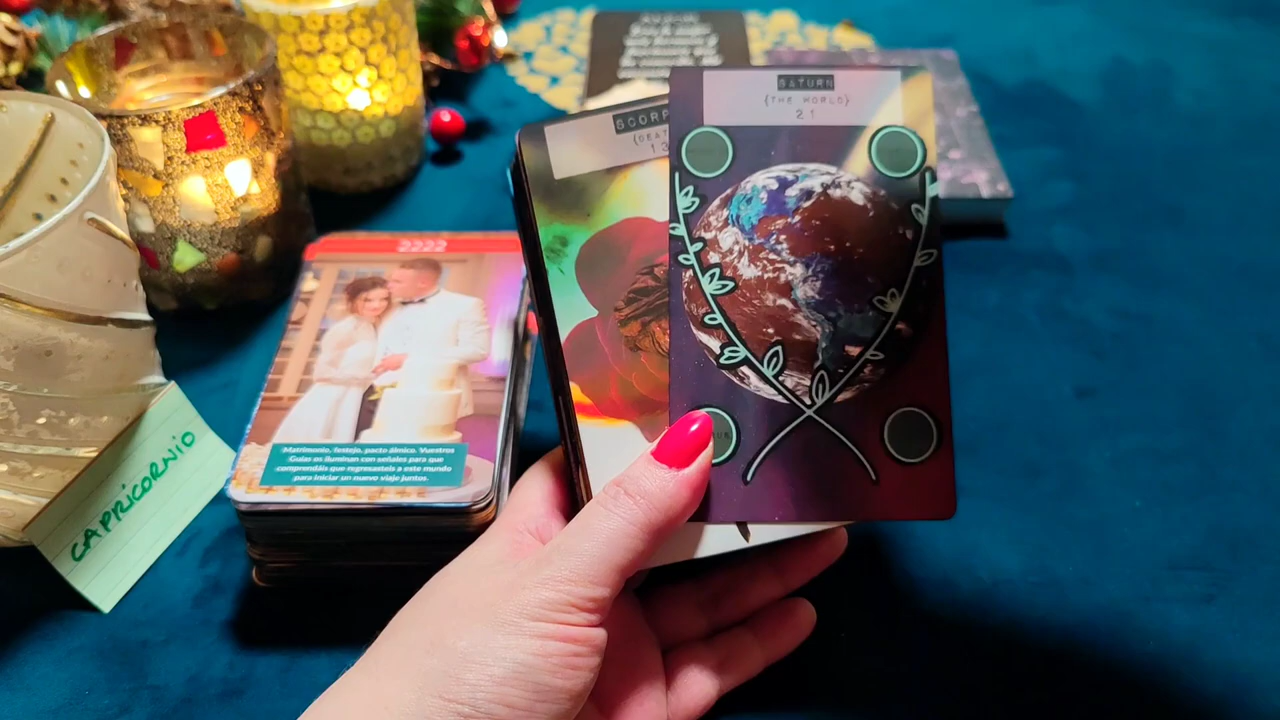 SATURN
(THE WORLD)
21
SCORP
(DEAT
13
2222
Matrimonio, festejo, pacto álmico. Vuestros
Guías os iluminan con señales para que
comprendáis que regresasteis a este mundo
para iniciar un nuevo viaje juntos.
CAPRICORNIO